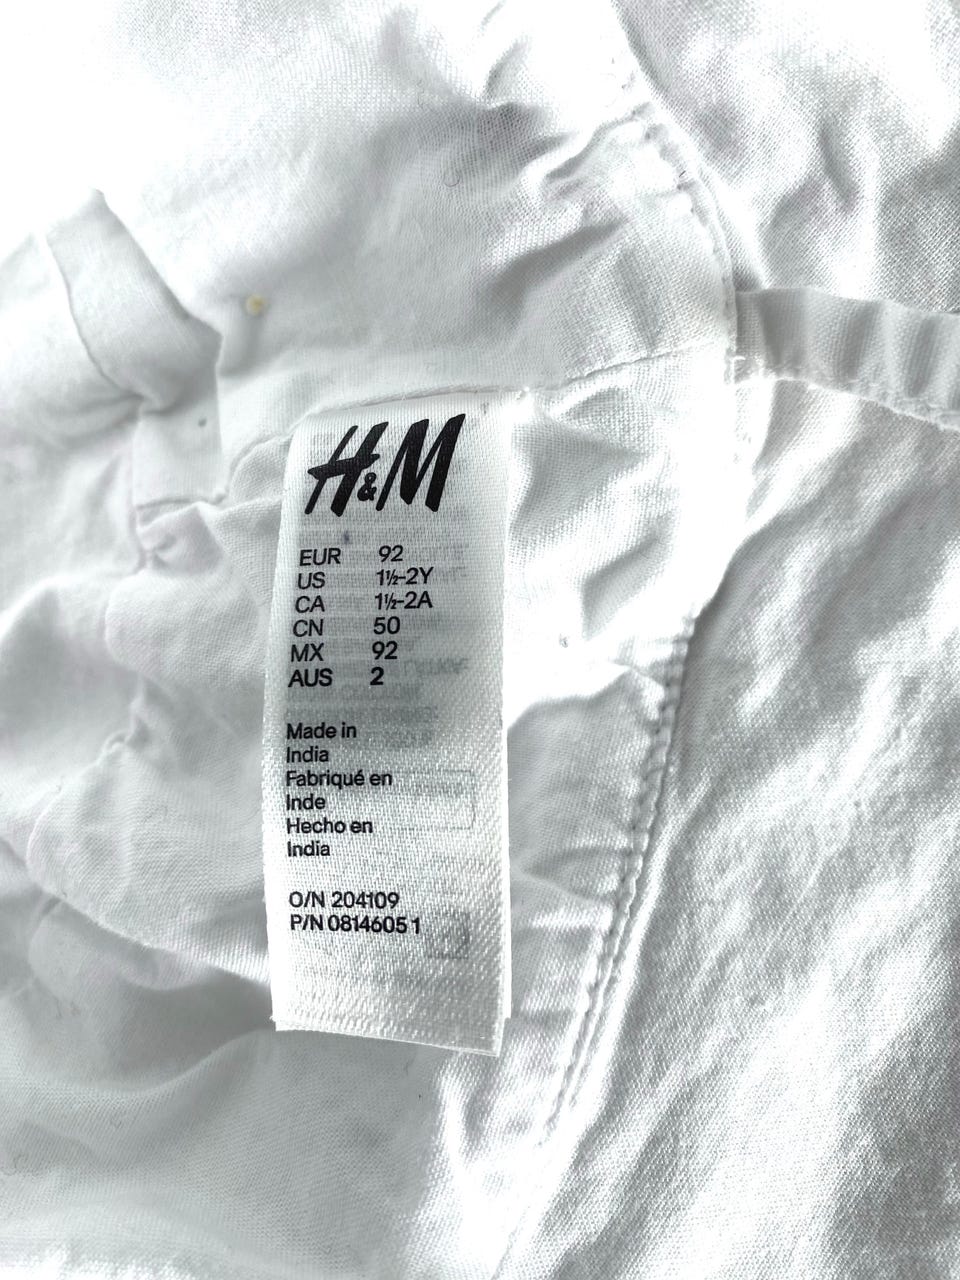 H&M
EUR 92
US 1½-2Y
CA 1½-2A
CN 50
MX 92
AUS 2
Made in
India
Fabriqué en
Inde
Hecho en
India
O/N 204109
P/N 0814605 1